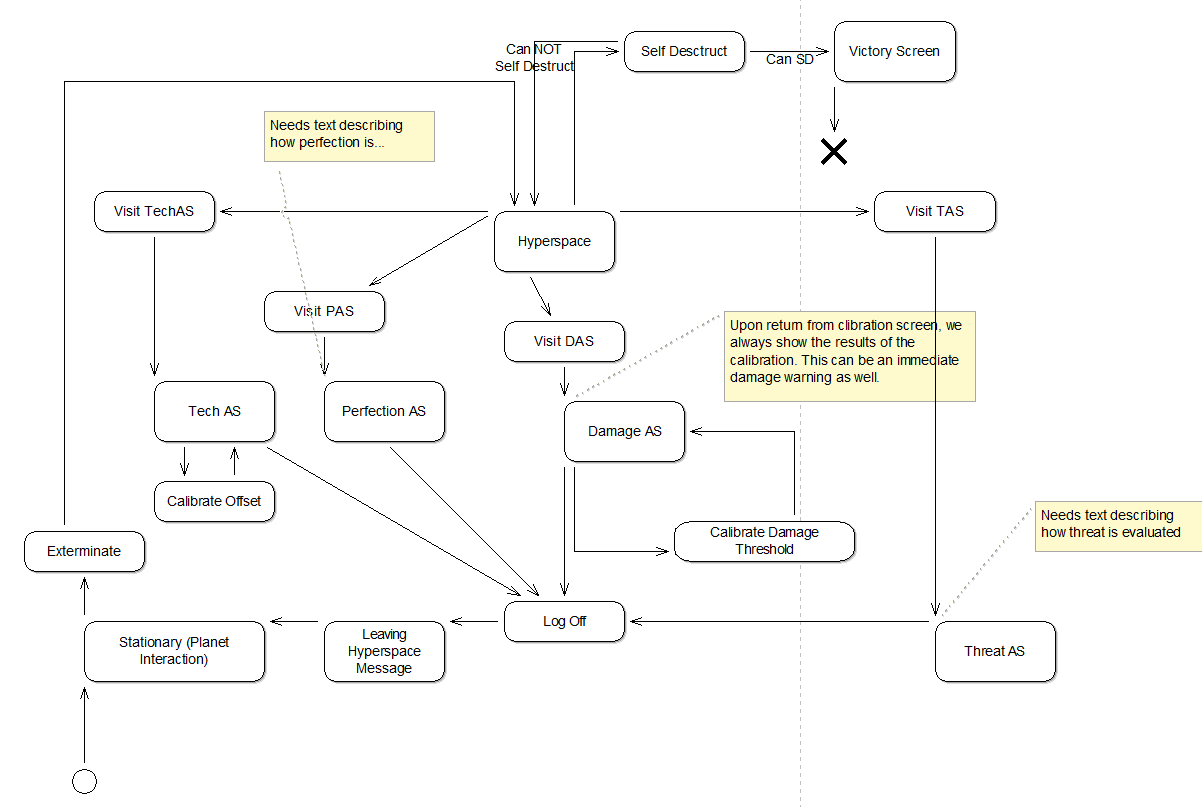 Can NOT
Self Destruct
Self Desctruct
Can SD
Victory Screen
Needs text describing
how perfection is...
Visit TechAS
Hyperspace
Visit TAS
Visit PAS
Visit DAS
Upon return from clibration screen, we
always show the results of the
calibration. This can be an immediate
damage warning as well.
Tech AS
Perfection AS
Damage AS
Calibrate Offset
Calibrate Damage
Threshold
Needs text describing
how threat is evaluated
Exterminate
Log Off
Stationary (Planet
Interaction)
Leaving
Hyperspace
Message
Threat AS